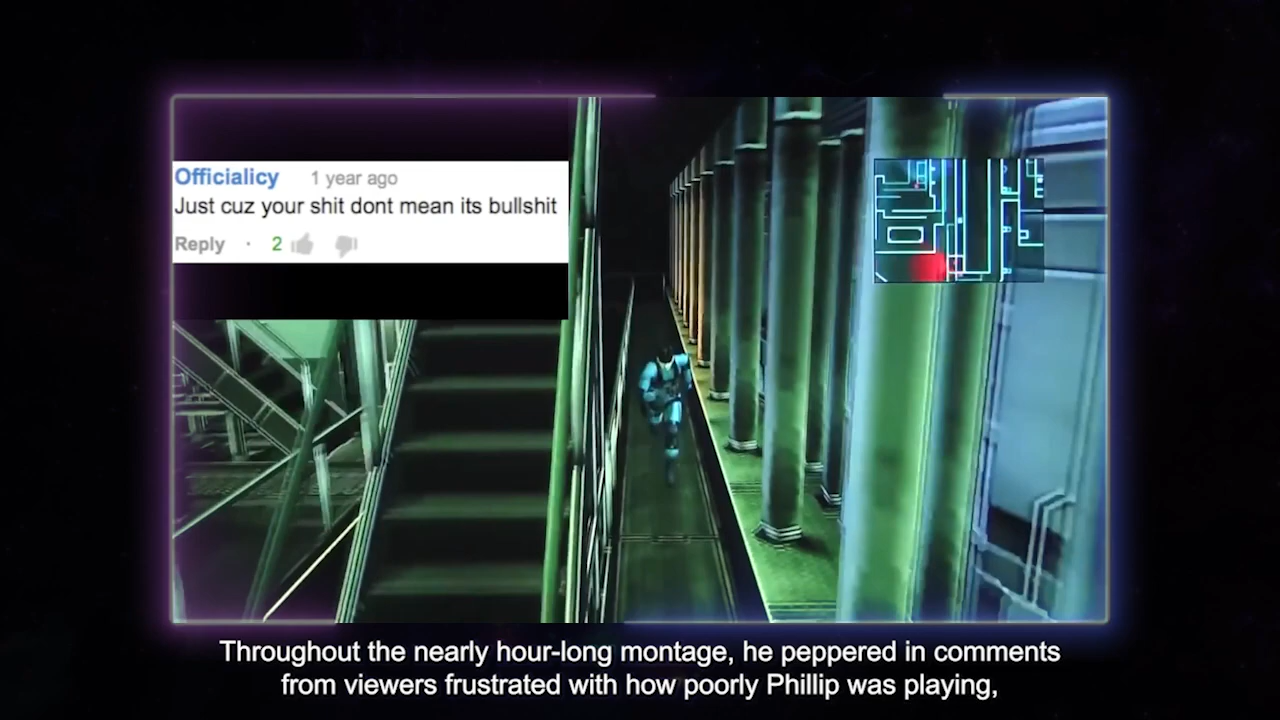 Officialicy 1 year ago
Just cuz your shit dont mean its bullshit
Reply · 2
Throughout the nearly hour-long montage, he peppered in comments
from viewers frustrated with how poorly Phillip was playing,